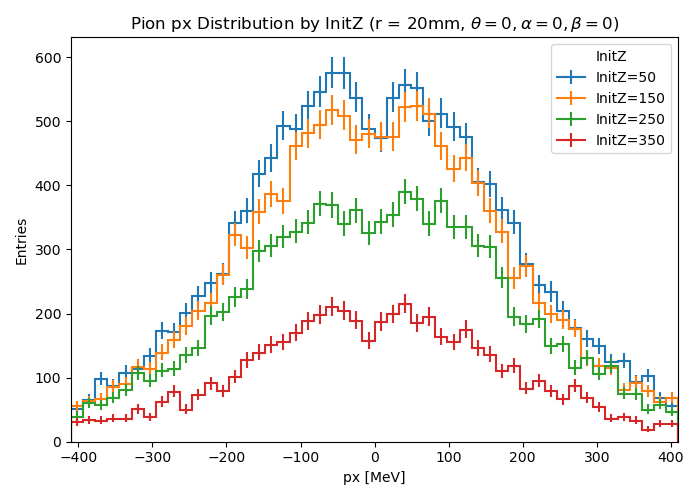 Pion px Distribution by InitZ (r = 20mm, θ = 0, α = 0, β = 0)
InitZ
InitZ=50
InitZ=150
InitZ=250
InitZ=350
Entries
600
500
400
300
200
100
0
−400 −300 −200 −100 0 100 200 300 400
px [MeV]